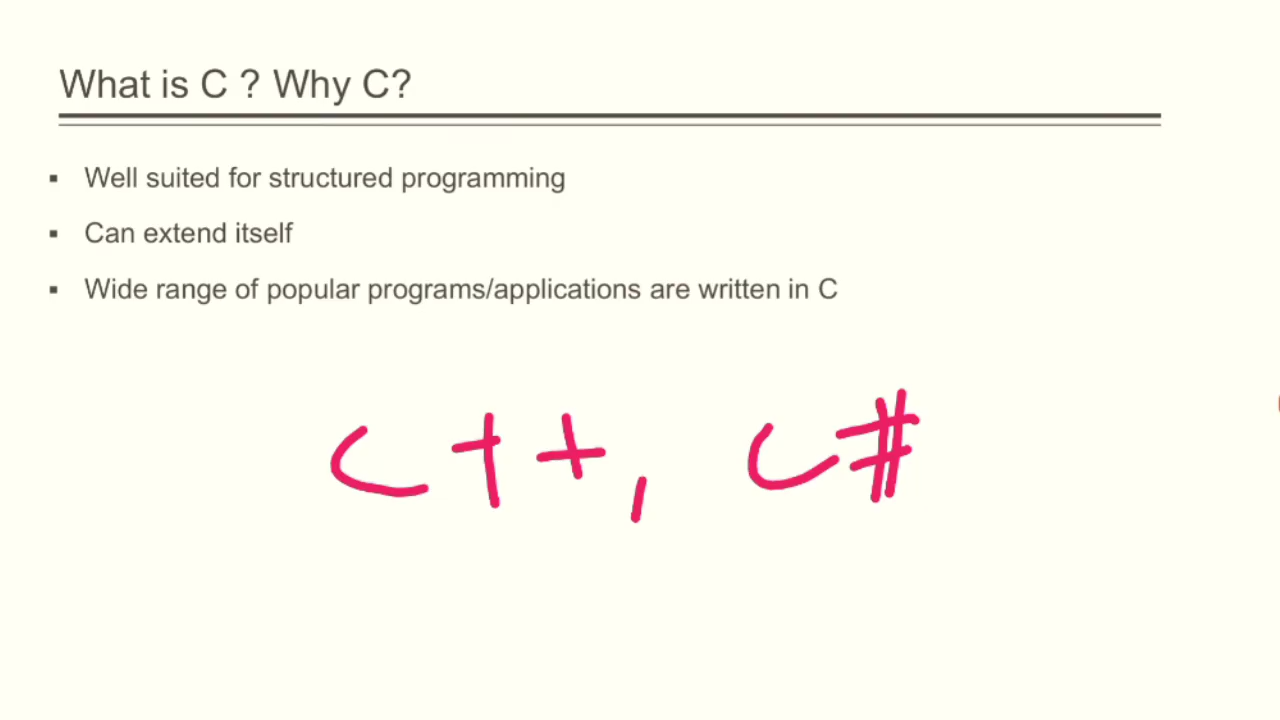 What is C ? Why C?
▪ Well suited for structured programming
▪ Can extend itself
▪ Wide range of popular programs/applications are written in C
C++, C#